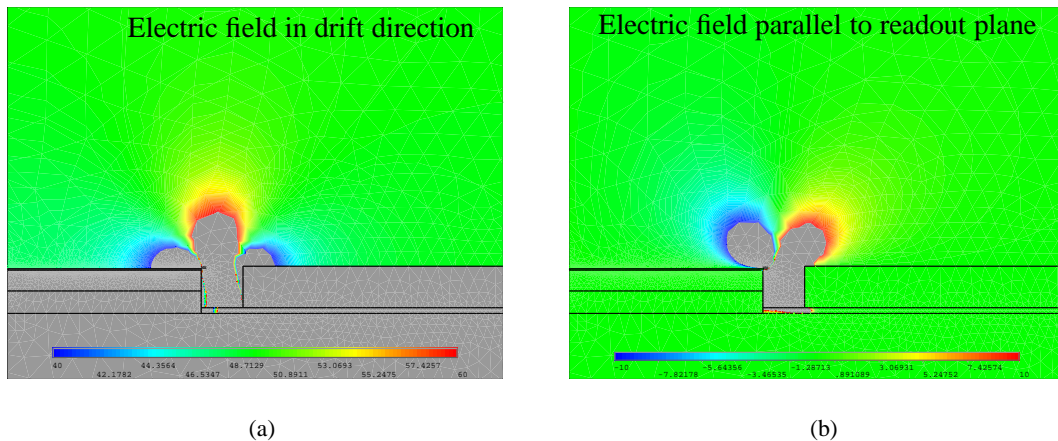 Electric field in drift direction
40 44.3564 48.7129 53.0693 57.4257
42.1782 46.5347 50.8911 55.2475 60
(a)
Electric field parallel to readout plane
-10 -5.64356 -1.28713 3.06931 7.42574
-7.82178 -3.46535 .891089 5.24752 10
(b)